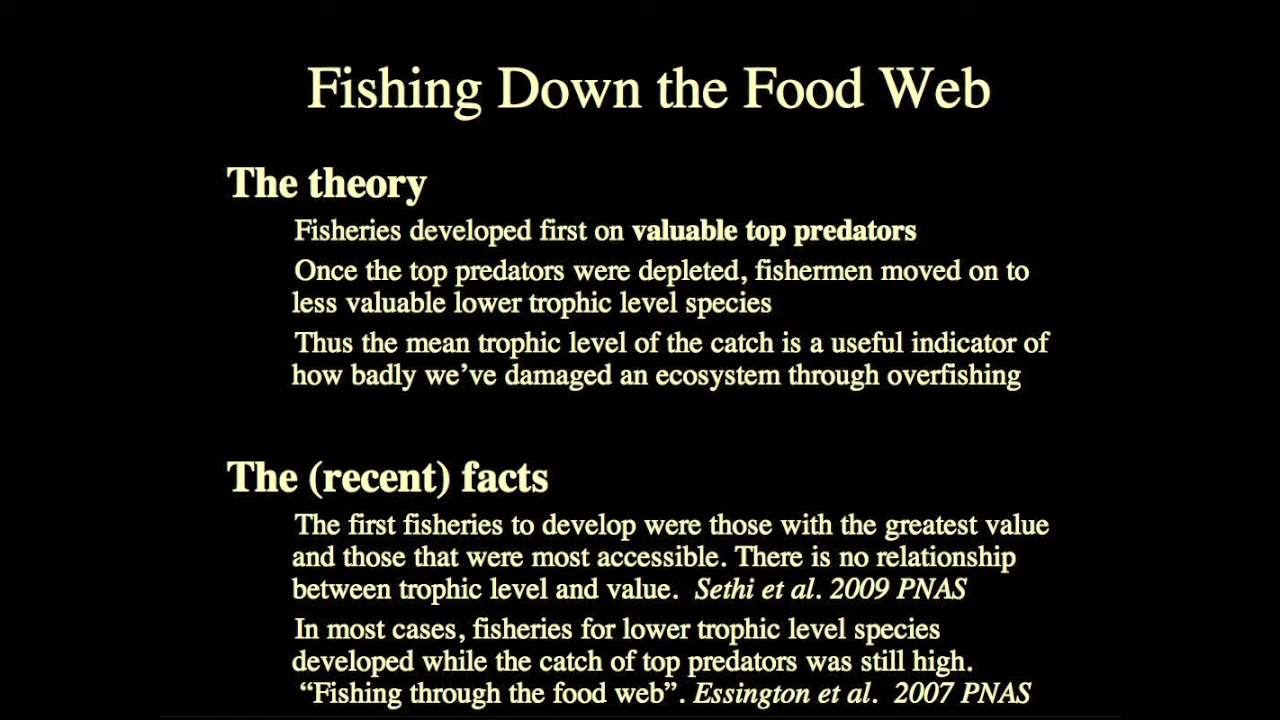 Fishing Down the Food Web
The theory
Fisheries developed first on valuable top predators
Once the top predators were depleted, fishermen moved on to
less valuable lower trophic level species
Thus the mean trophic level of the catch is a useful indicator of
how badly we’ve damaged an ecosystem through overfishing
The (recent) facts
The first fisheries to develop were those with the greatest value
and those that were most accessible. There is no relationship
between trophic level and value. Sethi et al. 2009 PNAS
In most cases, fisheries for lower trophic level species
developed while the catch of top predators was still high.
“Fishing through the food web”. Essington et al. 2007 PNAS